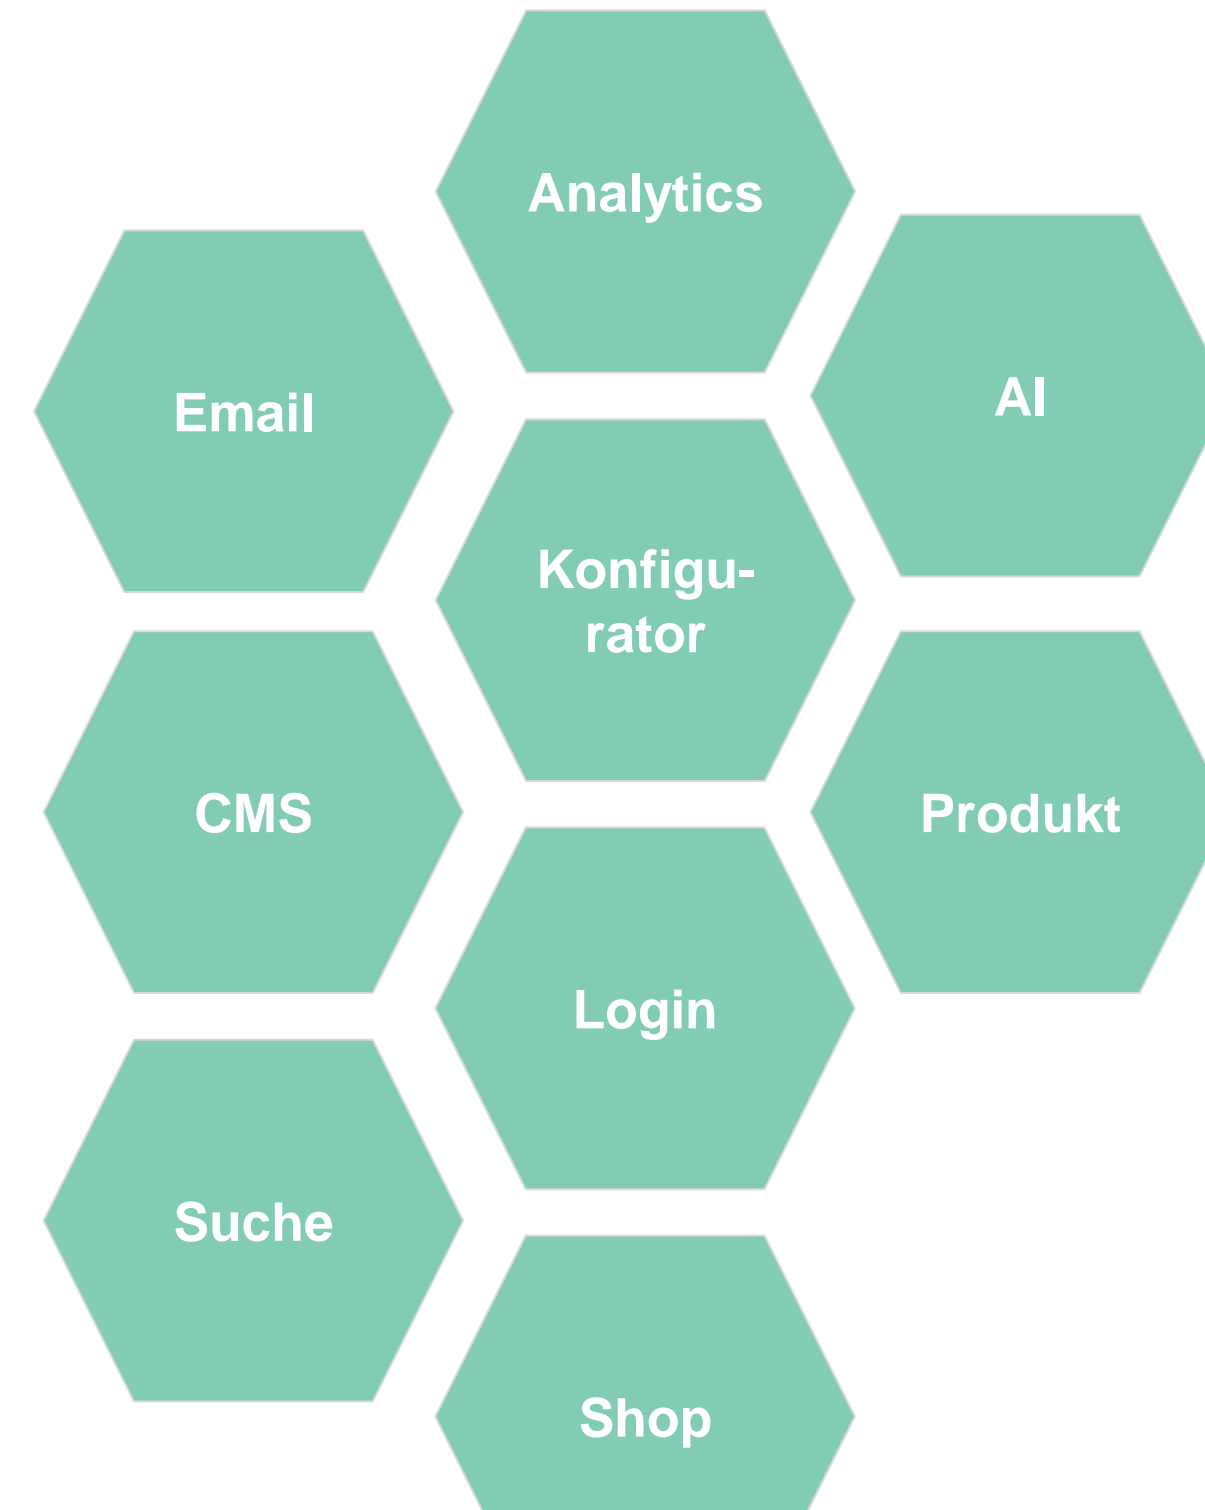 Analytics
Email
AI
Konfigu-
rator
CMS
Produkt
Login
Suche
Shop